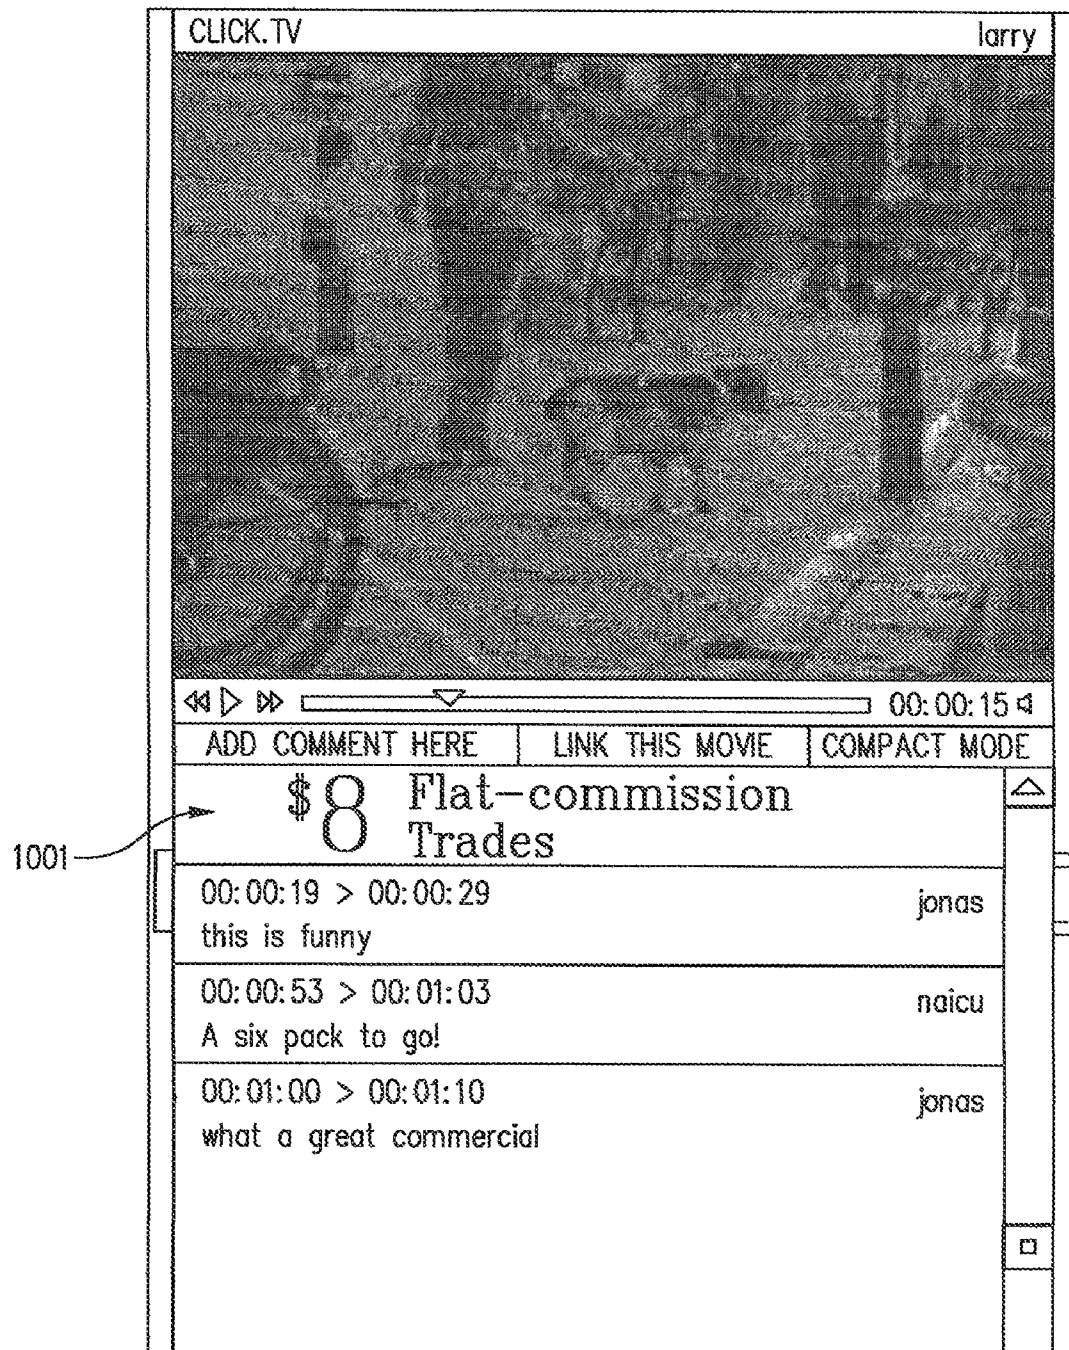 CLICK.TV larry
00:00:15
ADD COMMENT HERE LINK THIS MOVIE COMPACT MODE
$8 Flat-commission
Trades
1001
00:00:19 > 00:00:29 jonas
this is funny
00:00:53 > 00:01:03 naicu
A six pack to go!
00:01:00 > 00:01:10 jonas
what a great commercial